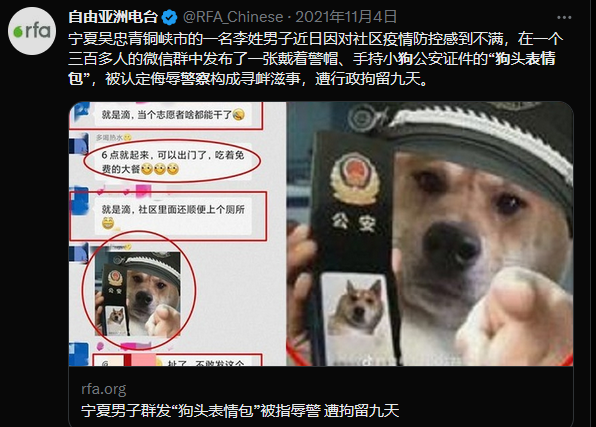 rfa
自由亚洲电台 @RFA_Chinese · 2021年11月4日
宁夏吴忠青铜峡市的一名李姓男子近日因对社区疫情防控感到不满，在一个
三百多人的微信群中发布了一张戴着警帽、手持小狗公安证件的“狗头表情
包”，被认定侮辱警察构成寻衅滋事，遭行政拘留九天。
就是滴，当个志愿者啥都能干了
多喝热水
6点就起来，可以出门了，吃着免
费的大餐
就是滴，社区里面还顺便上个厕所
公安
公安
rfa.org
宁夏男子群发“狗头表情包”被指辱警 遭拘留九天